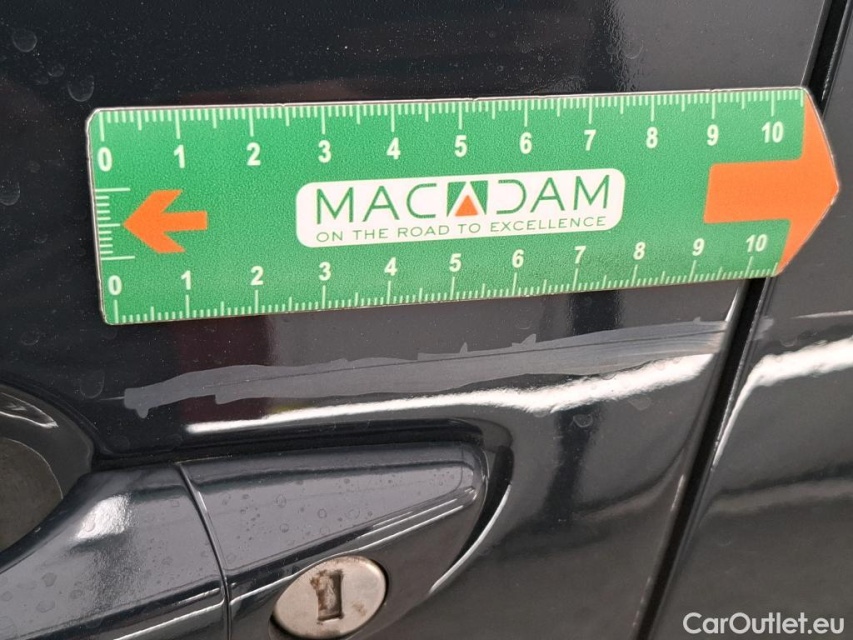 0 1 2 3 4 5 6 7 8 9 10
MACADAM
ON THE ROAD TO EXCELLENCE
0 1 2 3 4 5 6 7 8 9 10
CarOutlet.eu